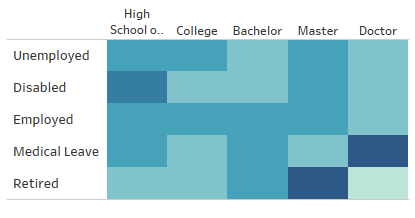 High
School o.. College Bachelor Master Doctor
Unemployed
Disabled
Employed
Medical Leave
Retired